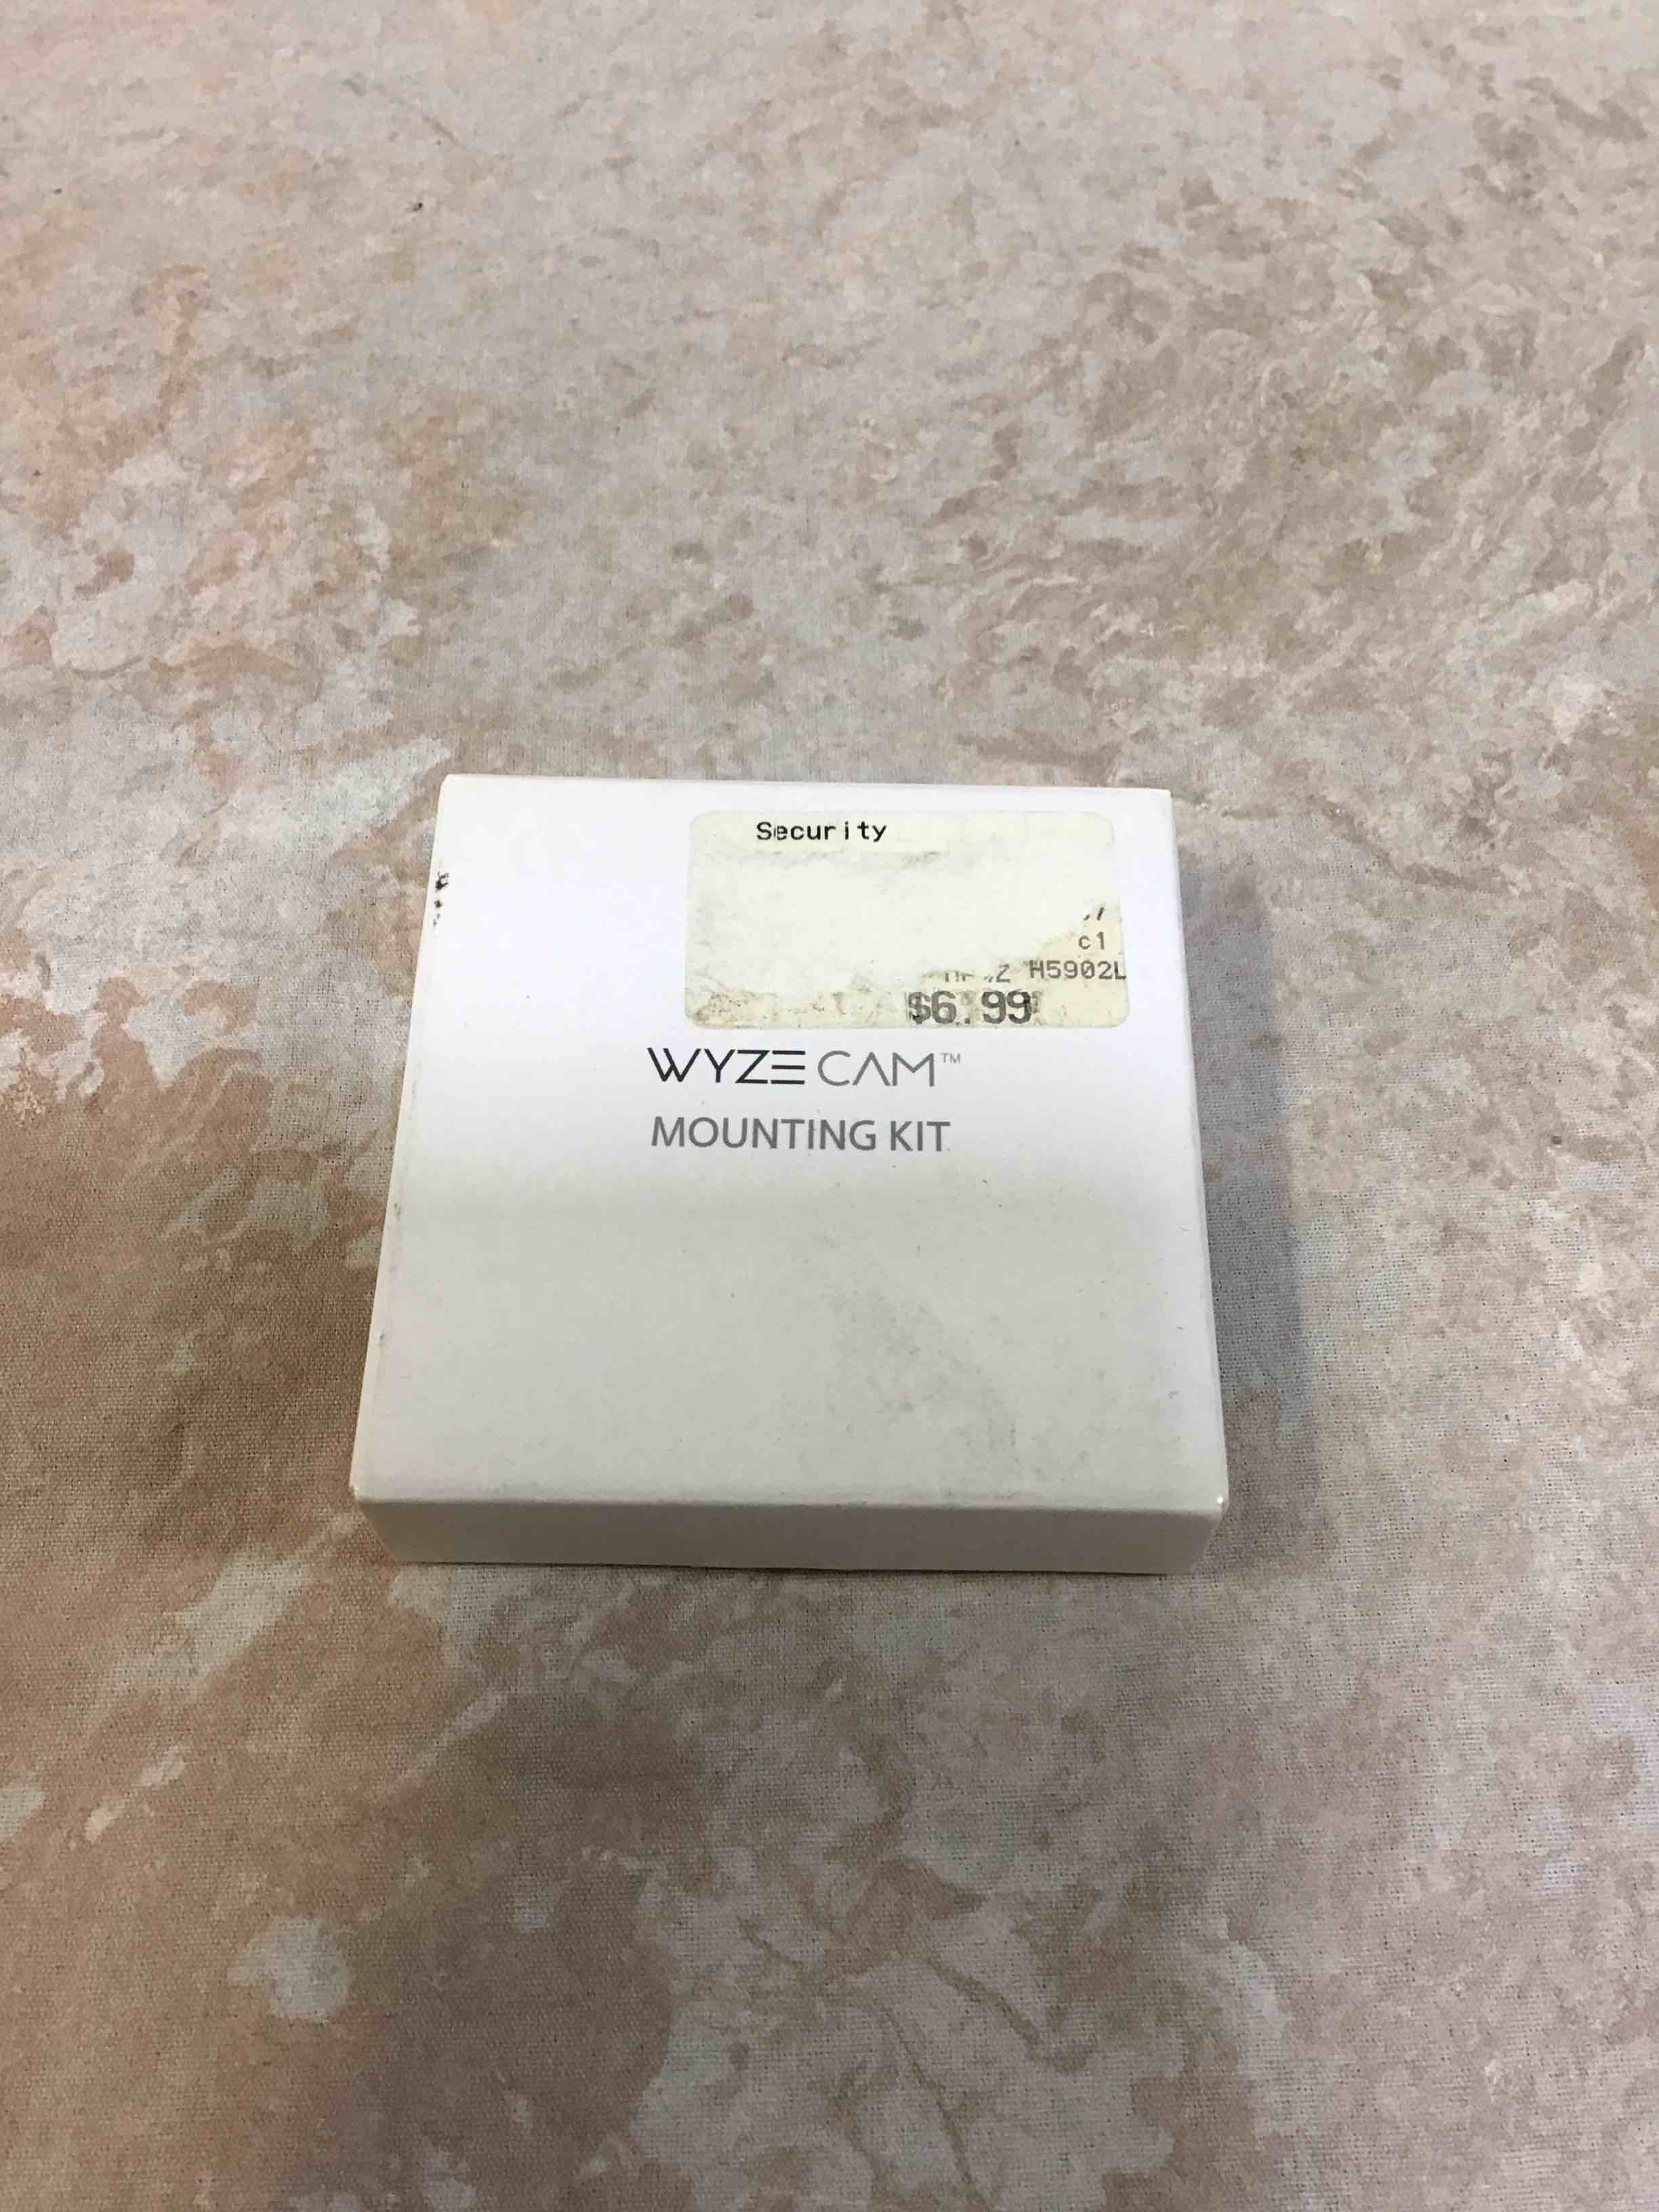 Security
c1
H5902L
$6.99
WYZE CAM™
MOUNTING KIT